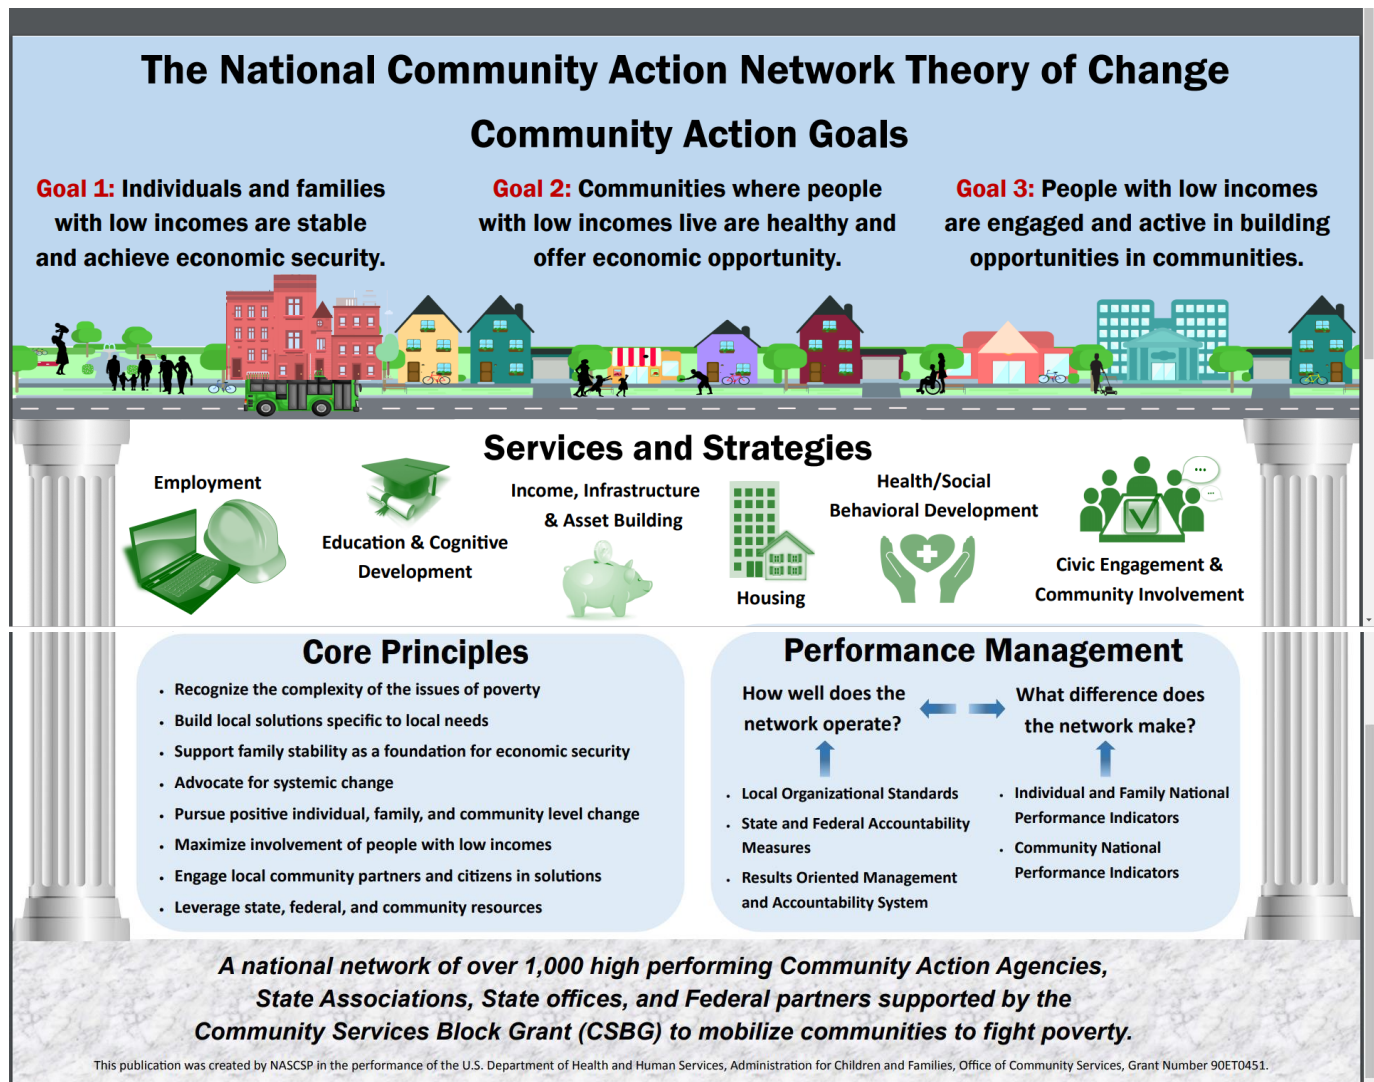 The National Community Action Network Theory of Change
Community Action Goals
Goal 1: Individuals and families
with low incomes are stable
and achieve economic security.
Goal 2: Communities where people
with low incomes live are healthy and
offer economic opportunity.
Goal 3: People with low incomes
are engaged and active in building
opportunities in communities.
Services and Strategies
Employment
Education & Cognitive
Development
Income, Infrastructure
& Asset Building
Housing
Health/Social
Behavioral Development
Civic Engagement &
Community Involvement
Core Principles
• Recognize the complexity of the issues of poverty
• Build local solutions specific to local needs
• Support family stability as a foundation for economic security
• Advocate for systemic change
• Pursue positive individual, family, and community level change
• Maximize involvement of people with low incomes
• Engage local community partners and citizens in solutions
• Leverage state, federal, and community resources
Performance Management
How well does the
network operate?
• Local Organizational Standards
• State and Federal Accountability
Measures
• Results Oriented Management
and Accountability System
What difference does
the network make?
• Individual and Family National
Performance Indicators
• Community National
Performance Indicators
A national network of over 1,000 high performing Community Action Agencies,
State Associations, State offices, and Federal partners supported by the
Community Services Block Grant (CSBG) to mobilize communities to fight poverty.
This publication was created by NASCSP in the performance of the U.S. Department of Health and Human Services, Administration for Children and Families, Office of Community Services, Grant Number 90ET0451.